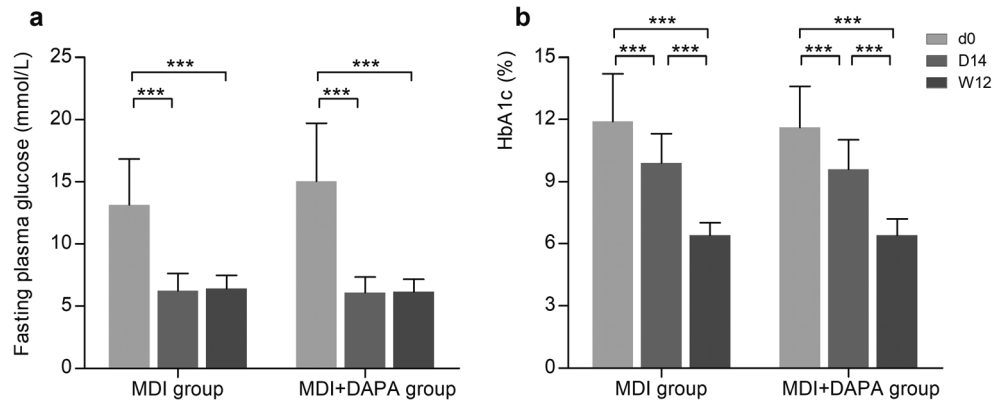 a
Fasting plasma glucose (mmol/L)
25
20
15
10
5
0
***
***
***
***
MDI group
MDI+DAPA group
b
HbA1c (%)
15
12
9
6
3
0
***
***
***
***
***
***
MDI group
MDI+DAPA group
d0
D14
W12